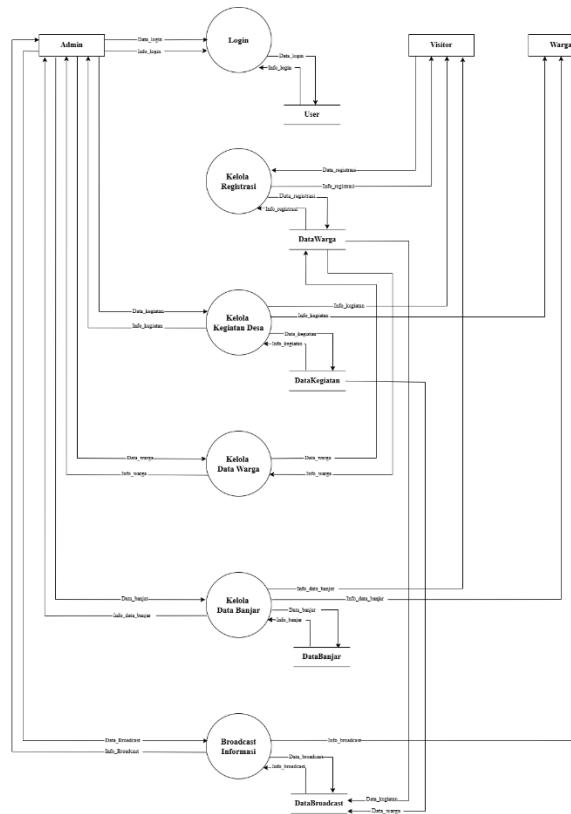 Admin
Data_login
Info_login
Login
Visitor
Warga
Data_login
Info_login
User
Data_registrasi
Kelola
Registrasi
Info_registrasi
Data_registrasi
Info_registrasi
DataWarga
Data_kegiatan
Info_kegiatan
Kelola
Kegiatan Desa
Info_kegiatan
Info_kegiatan
Data_kegiatan
Info_kegiatan
DataKegiatan
Data_warga
Info_warga
Kelola
Data Warga
Data_warga
Info_warga
Data_banjar
Info_data_banjar
Kelola
Data Banjar
Info_data_banjar
Info_data_banjar
Data_banjar
Info_banjar
DataBanjar
Data_Broadcast
Info_Broadcast
Broadcast
Informasi
Info_broadcast
Data_broadcast
Info_broadcast
DataBroadcast
Data_kegiatan
Data_warga